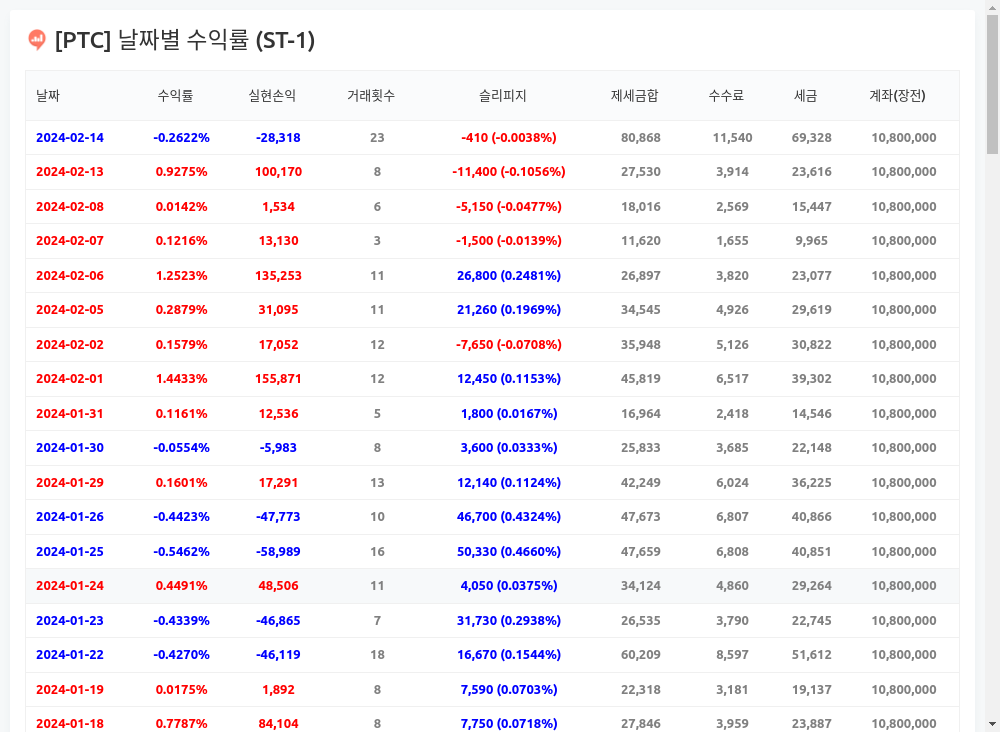 [PTC] 날짜별 수익률 (ST-1)
날짜 수익률 실현손익 거래횟수 슬리피지 제세금합 수수료 세금 계좌(장전)
2024-02-14 -0.2622% -28,318 23 -410 (-0.0038%) 80,868 11,540 69,328 10,800,000
2024-02-13 0.9275% 100,170 8 -11,400 (-0.1056%) 27,530 3,914 23,616 10,800,000
2024-02-08 0.0142% 1,534 6 -5,150 (-0.0477%) 18,016 2,569 15,447 10,800,000
2024-02-07 0.1216% 13,130 3 -1,500 (-0.0139%) 11,620 1,655 9,965 10,800,000
2024-02-06 1.2523% 135,253 11 26,800 (0.2481%) 26,897 3,820 23,077 10,800,000
2024-02-05 0.2879% 31,095 11 21,260 (0.1969%) 34,545 4,926 29,619 10,800,000
2024-02-02 0.1579% 17,052 12 -7,650 (-0.0708%) 35,948 5,126 30,822 10,800,000
2024-02-01 1.4433% 155,871 12 12,450 (0.1153%) 45,819 6,517 39,302 10,800,000
2024-01-31 0.1161% 12,536 5 1,800 (0.0167%) 16,964 2,418 14,546 10,800,000
2024-01-30 -0.0554% -5,983 8 3,600 (0.0333%) 25,833 3,685 22,148 10,800,000
2024-01-29 0.1601% 17,291 13 12,140 (0.1124%) 42,249 6,024 36,225 10,800,000
2024-01-26 -0.4423% -47,773 10 46,700 (0.4324%) 47,673 6,807 40,866 10,800,000
2024-01-25 -0.5462% -58,989 16 50,330 (0.4660%) 47,659 6,808 40,851 10,800,000
2024-01-24 0.4491% 48,506 11 4,050 (0.0375%) 34,124 4,860 29,264 10,800,000
2024-01-23 -0.4339% -46,865 7 31,730 (0.2938%) 26,535 3,790 22,745 10,800,000
2024-01-22 -0.4270% -46,119 18 16,670 (0.1544%) 60,209 8,597 51,612 10,800,000
2024-01-19 0.0175% 1,892 8 7,590 (0.0703%) 22,318 3,181 19,137 10,800,000
2024-01-18 0.7787% 84,104 8 7,750 (0.0718%) 27,846 3,959 23,887 10,800,000